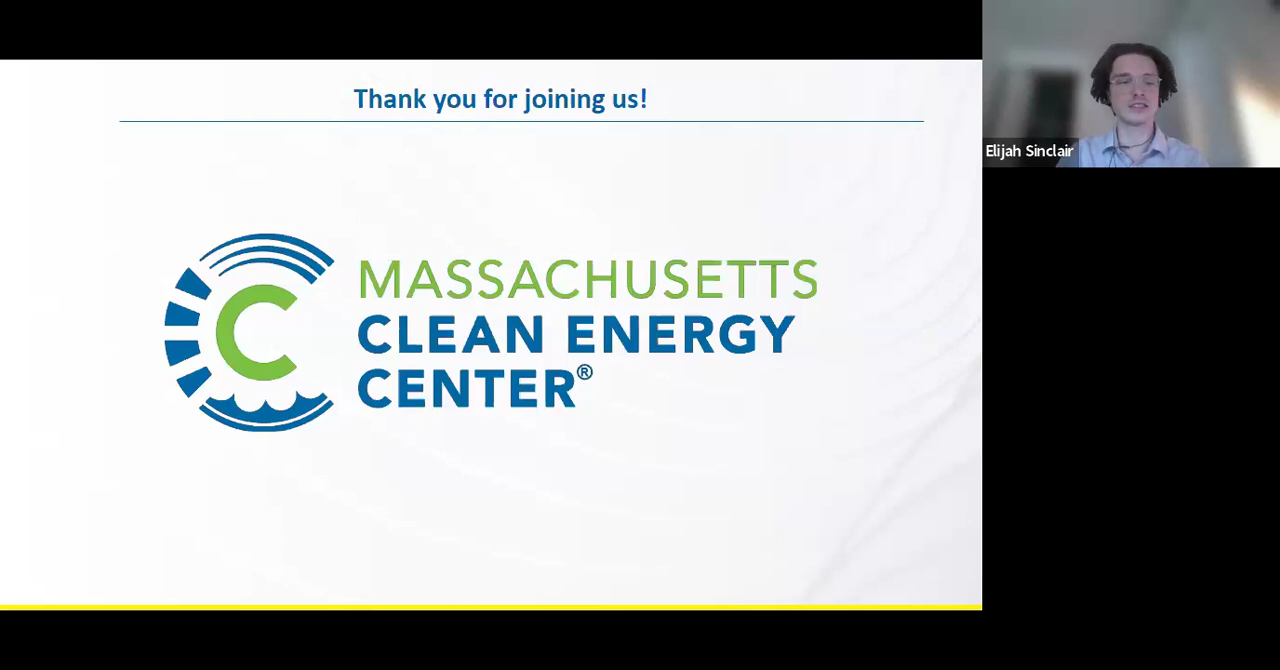 Thank you for joining us!
MASSACHUSETTS
CLEAN ENERGY
CENTER®
Elijah Sinclair